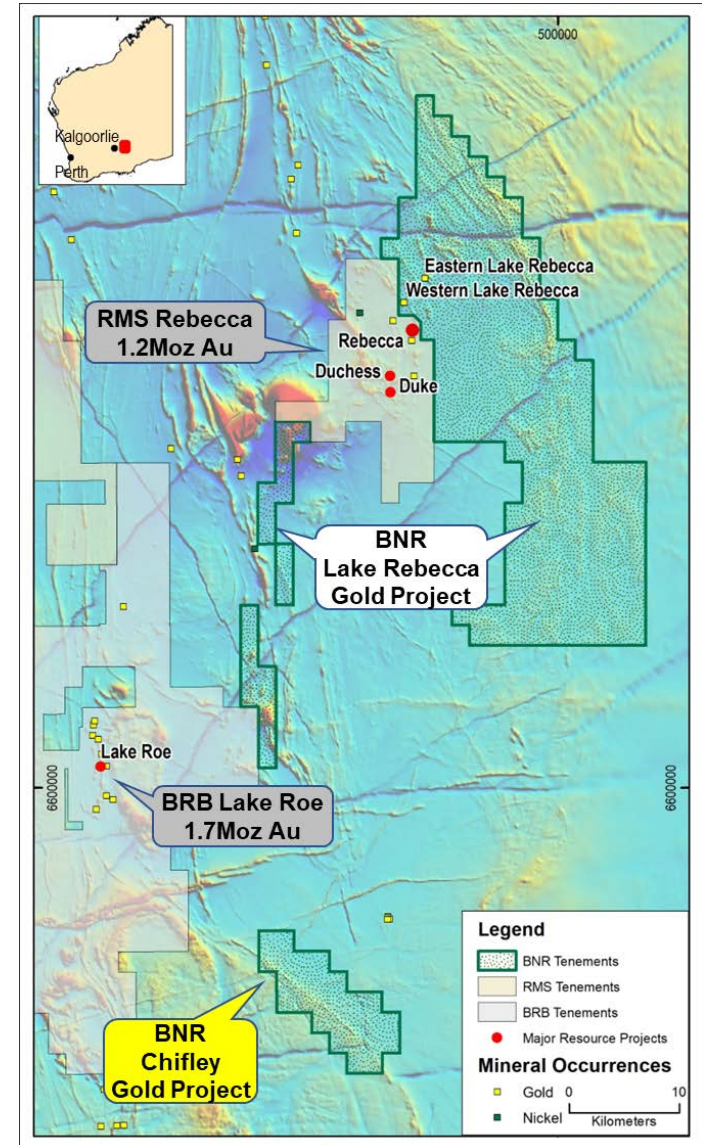 500000
Kalgoorlie
Perth
Eastern Lake Rebecca
Western Lake Rebecca
RMS Rebecca
1.2Moz Au
Rebecca
Duchess
Duke
BNR
Lake Rebecca
Gold Project
Lake Roe
6600000
6600000
BRB Lake Roe
1.7Moz Au
BNR
Chifley
Gold Project
Legend
BNR Tenements
RMS Tenements
BRB Tenements
Major Resource Projects
Mineral Occurrences
Gold
Nickel
0 10
Kilometers